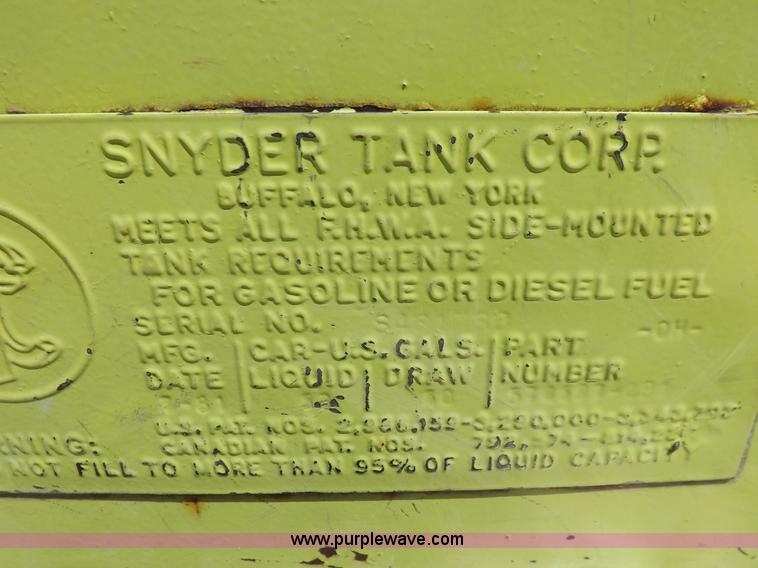 SNYDER TANK CORP.
BUFFALO, NEW YORK
MEETS ALL F.H.W.A. SIDE-MOUNTED
TANK REQUIREMENTS
FOR GASOLINE OR DIESEL FUEL
SERIAL NO. -04-
MFG. CAR-U.S.GALS. PART
DATE LIQUID DRAW NUMBER
U.S. PAT. NOS.
RNING: CANADIAN PAT. NOS.
NOT FILL TO MORE THAN 95% OF LIQUID CAPACITY
www.purplewave.com